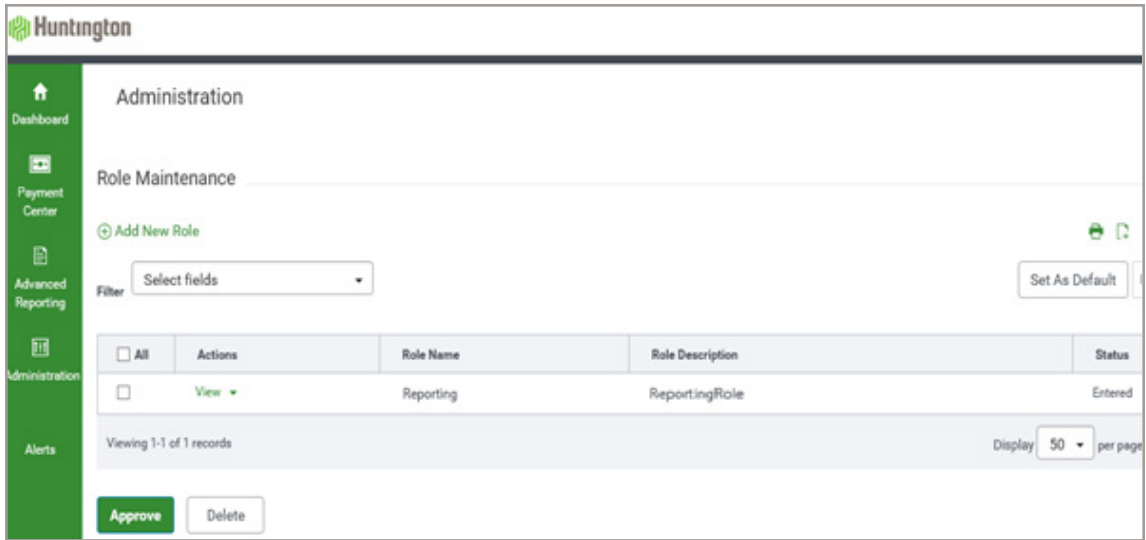 Huntington
Dashboard
Payment
Center
Advanced
Reporting
Administration
Alerts
Administration
Role Maintenance
Add New Role
Filter Select fields
Set As Default
All Actions Role Name Role Description Status
View Reporting ReportingRole Entered
Viewing 1-1 of 1 records Display 50 per page
Approve Delete